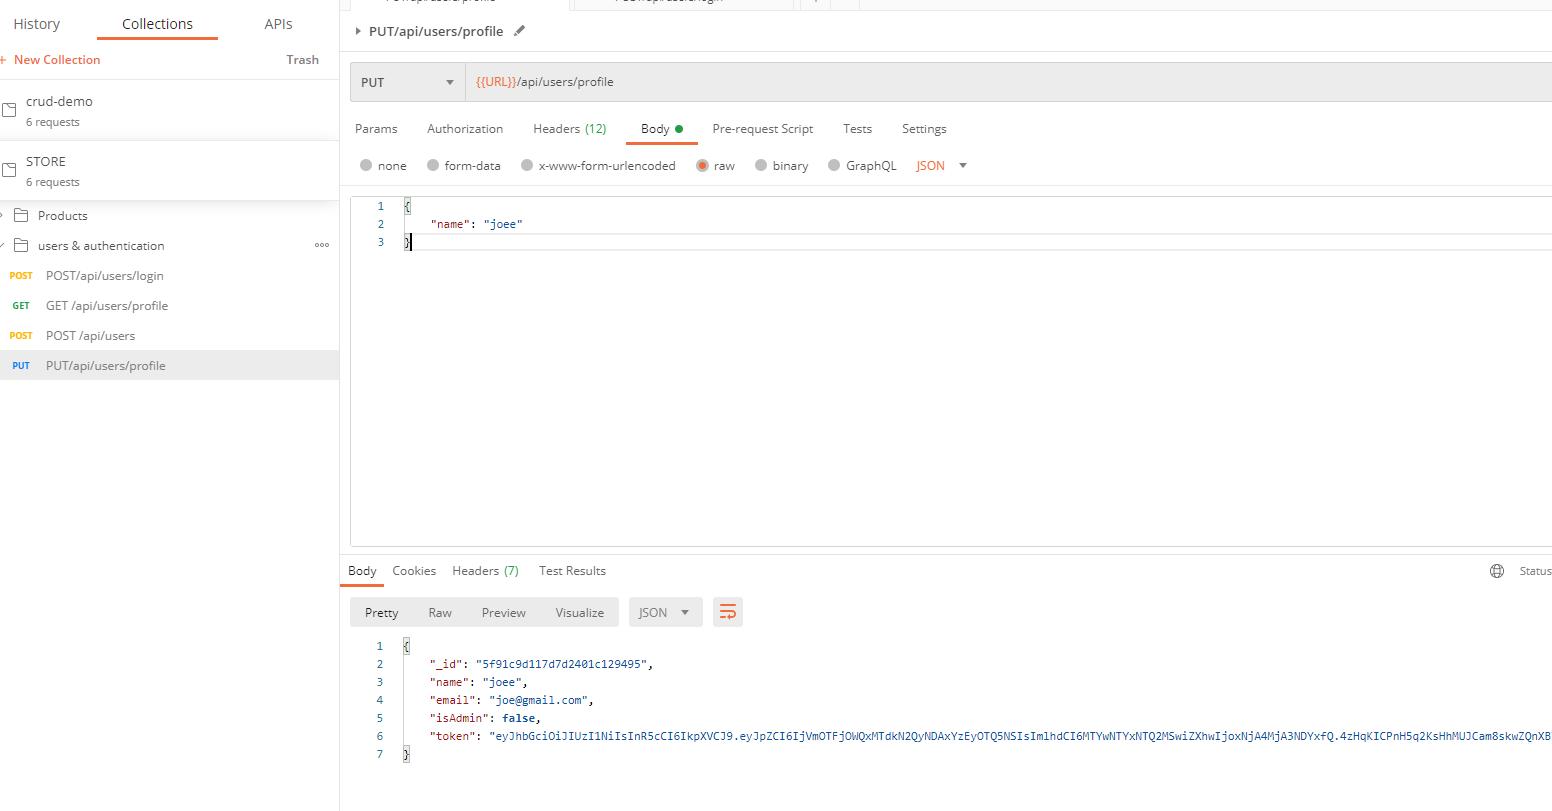 History Collections APIs
+ New Collection Trash
crud-demo
6 requests
STORE
6 requests
Products
users & authentication
POST POST/api/users/login
GET GET /api/users/profile
POST POST /api/users
PUT PUT/api/users/profile
PUT/api/users/profile
PUT {{URL}}/api/users/profile
Params Authorization Headers (12) Body Pre-request Script Tests Settings
none form-data x-www-form-urlencoded raw binary GraphQL JSON
1 {
2 "name": "joee"
3 }
Body Cookies Headers (7) Test Results Status
Pretty Raw Preview Visualize JSON
1 {
2 "_id": "5f91c9d117d7d2401c129495",
3 "name": "joee",
4 "email": "joe@gmail.com",
5 "isAdmin": false,
6 "token": "eyJhbGciOiJIUzI1NiIsInR5cCI6IkpXVCJ9.eyJpZCI6IjVmOTFjOWQxMTdkN2QyNDAxYzEyOTQ5NSIsImlhdCI6MTYwNTYxNTQ2MSwiZXhwIjoxNjA4MjA3NDYxfQ.4zHqKICPnH5q2KsHhMUJCam8skwZQnXB
7 }